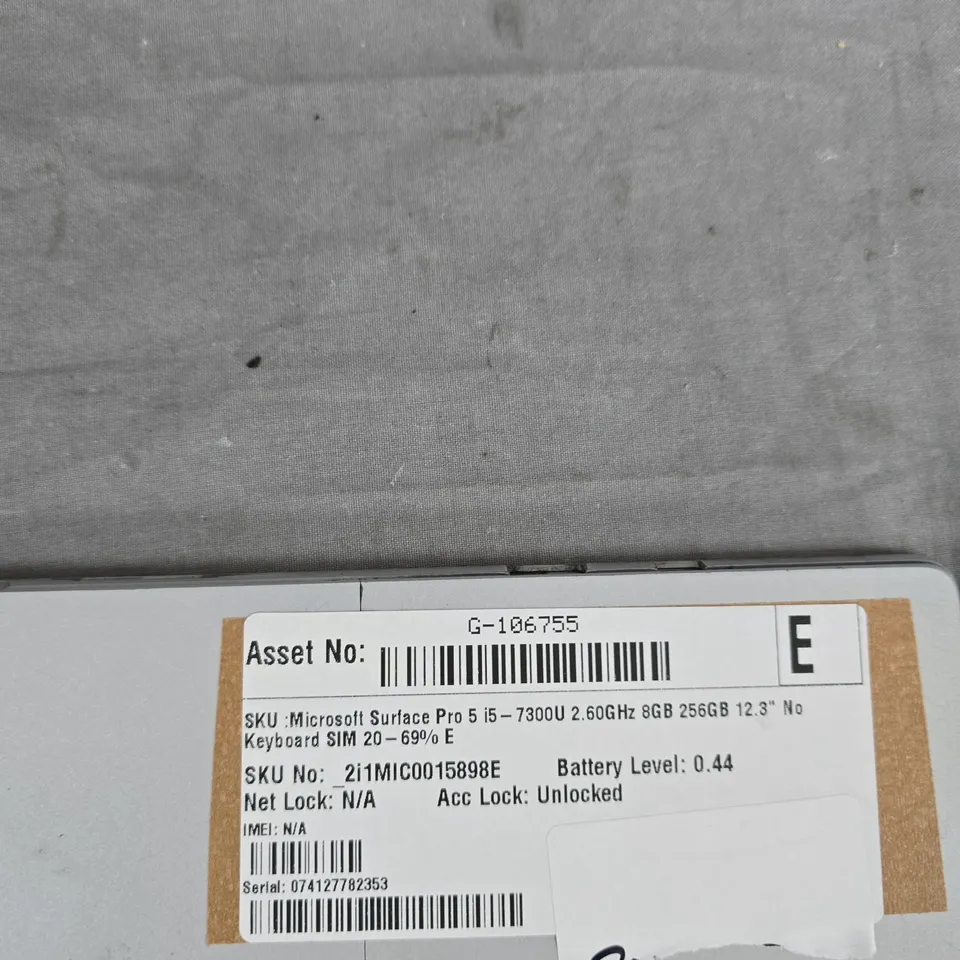 G-106755
Asset No:
E
SKU :Microsoft Surface Pro 5 i5-7300U 2.60GHz 8GB 256GB 12.3" No
Keyboard SIM 20-69% E
SKU No: _2i1MIC0015898E Battery Level: 0.44
Net Lock: N/A Acc Lock: Unlocked
IMEI: N/A
Serial: 074127782353